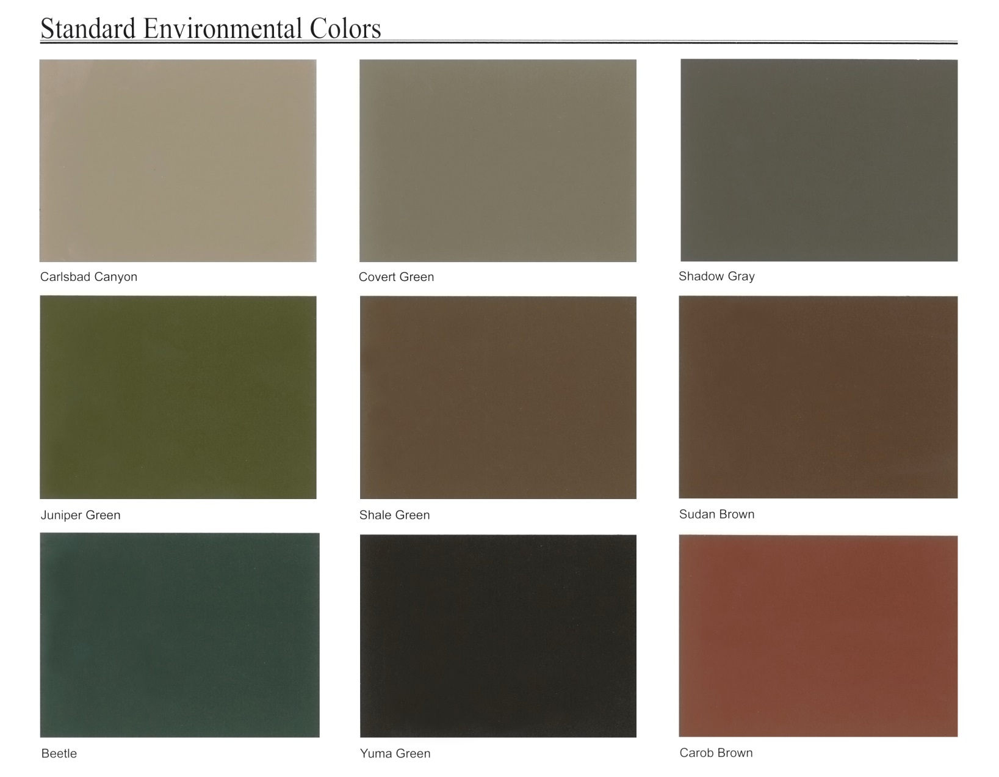 Standard Environmental Colors
Carlsbad Canyon
Covert Green
Shadow Gray
Juniper Green
Shale Green
Sudan Brown
Beetle
Yuma Green
Carob Brown